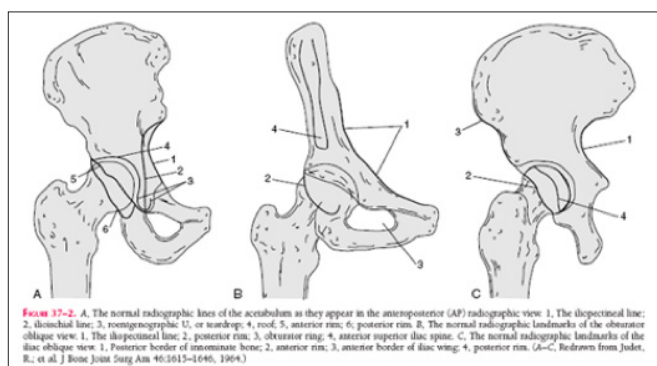 4
1
2
3
5
6
A
1
4
2
3
B
3
1
2
4
C
FIGURE 37–2. A, The normal radiographic lines of the acetabulum as they appear in the anteroposterior (AP) radiographic view. 1, The iliopectineal line;
2, ilioischial line; 3, roentgenographic U, or teardrop; 4, roof; 5, anterior rim; 6; posterior rim. B, The normal radiographic landmarks of the obturator
oblique view. 1, The iliopectineal line; 2, posterior rim; 3, obturator ring; 4, anterior superior iliac spine. C, The normal radiographic landmarks of the
iliac oblique view. 1, Posterior border of innominate bone; 2, anterior rim; 3, anterior border of iliac wing; 4, posterior rim. (A–C, Redrawn from Judet,
R.; et al. J Bone Joint Surg Am 46:1615–1646, 1964.)